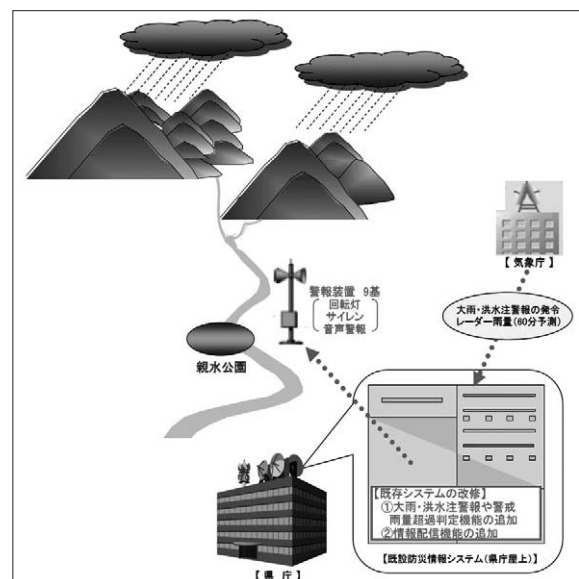 【 気象庁 】
大雨・洪水注警報の発令
レーダー雨量(60分予測)
警報装置 9基
回転灯
サイレン
音声警報
親水公園
【既存システムの改修】
①大雨・洪水注警報や警戒
雨量超過判定機能の追加
②情報配信機能の追加
【既設防災情報システム(県庁屋上)】
【 県 庁 】